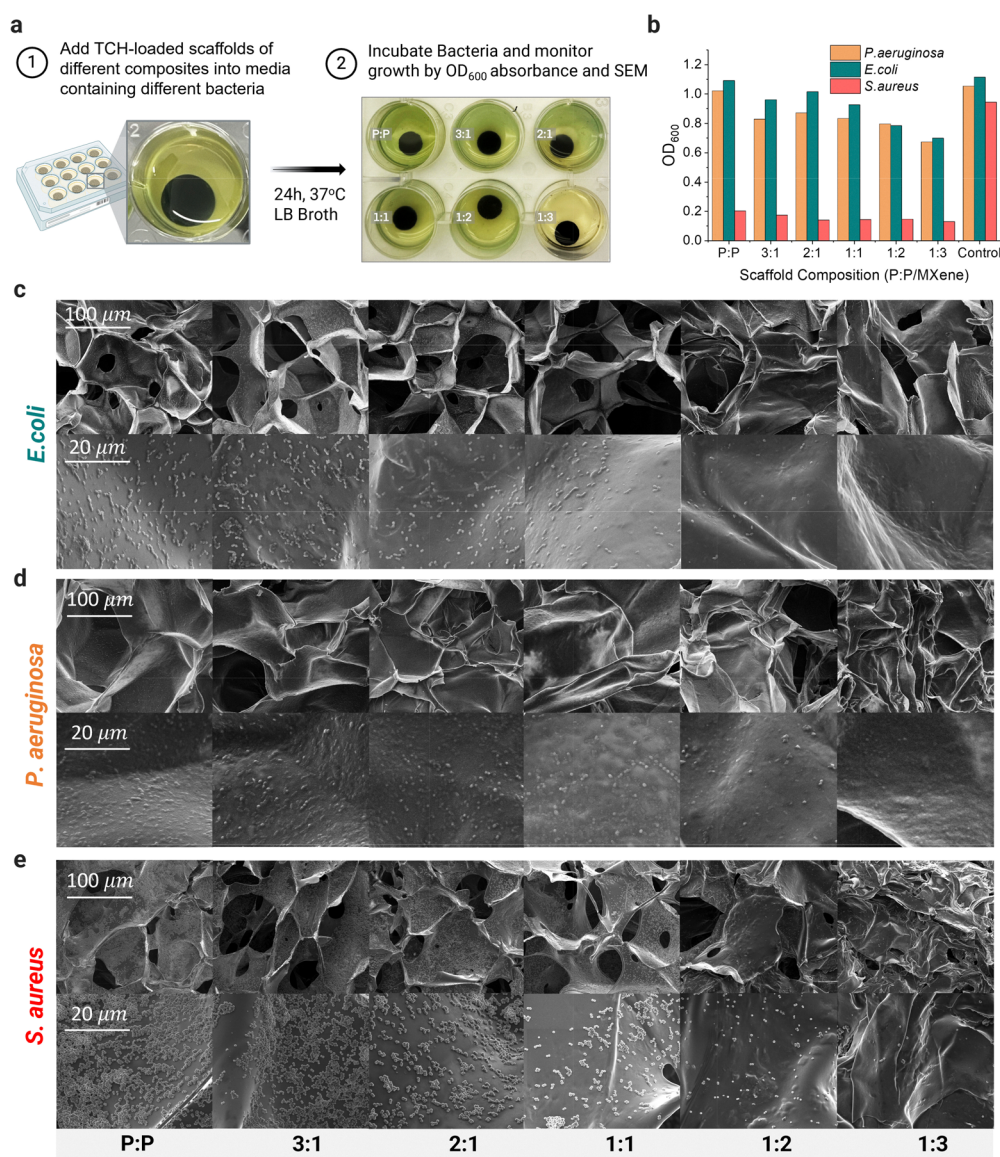 a
1
Add TCH-loaded scaffolds of
different composites into media
containing different bacteria
2
24h, 37°C
LB Broth
2
Incubate Bacteria and monitor
growth by OD600 absorbance and SEM
P:P
3:1
2:1
1:1
1:2
1:3
b
P.aeruginosa
E.coli
S.aureus
1.2
1.0
0.8
0.6
0.4
0.2
0.0
OD600
P:P
3:1
2:1
1:1
1:2
1:3
Control
Scaffold Composition (P:P/MXene)
c
E.coli
100 μm
20 μm
d
P. aeruginosa
100 μm
20 μm
e
S. aureus
100 μm
20 μm
P:P
3:1
2:1
1:1
1:2
1:3